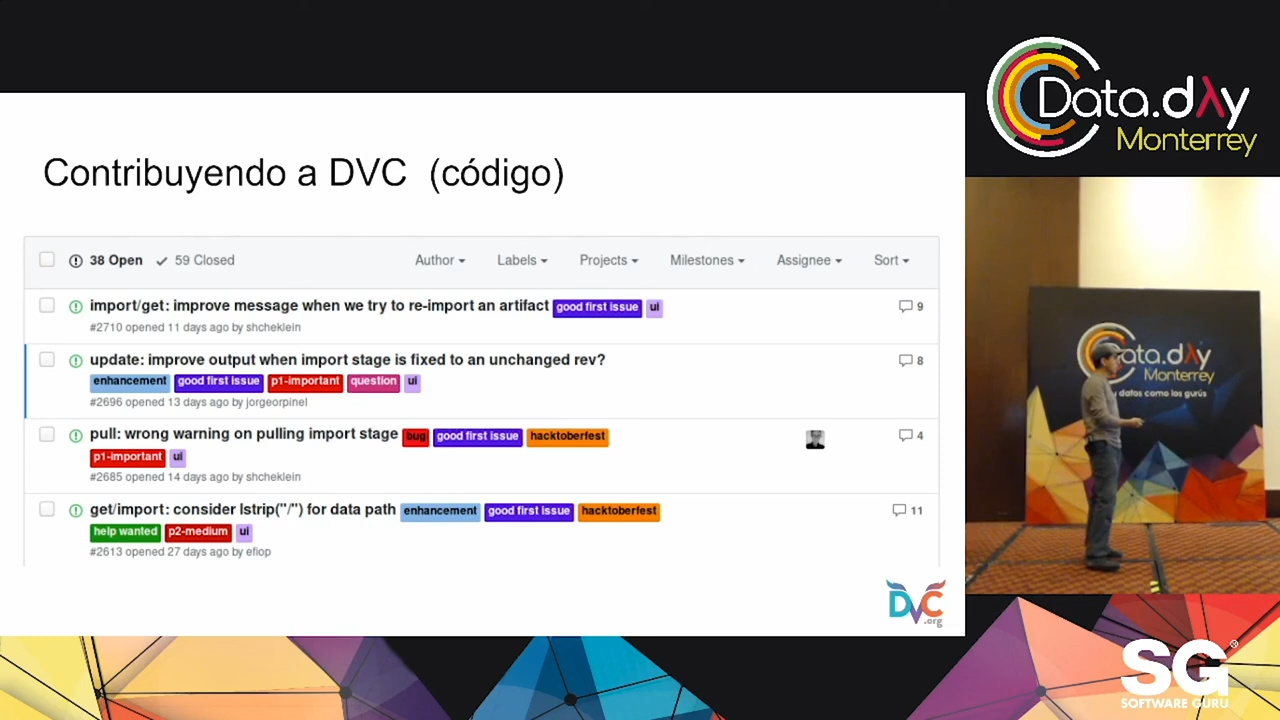 Contribuyendo a DVC (código)
38 Open 59 Closed Author Labels Projects Milestones Assignee Sort
import/get: improve message when we try to re-import an artifact good first issue ui 9
#2710 opened 11 days ago by shcheklein
update: improve output when import stage is fixed to an unchanged rev? 8
enhancement good first issue p1-important question ui
#2696 opened 13 days ago by jorgeorpinel
pull: wrong warning on pulling import stage bug good first issue hacktoberfest 4
p1-important ui
#2685 opened 14 days ago by shcheklein
get/import: consider lstrip("/") for data path enhancement good first issue hacktoberfest 11
help wanted p2-medium ui
#2613 opened 27 days ago by efiop
DVC
.org
Data.dλy
Monterrey
Data.dλy
Monterrey
datos como los gurús
SG
SOFTWARE GURU